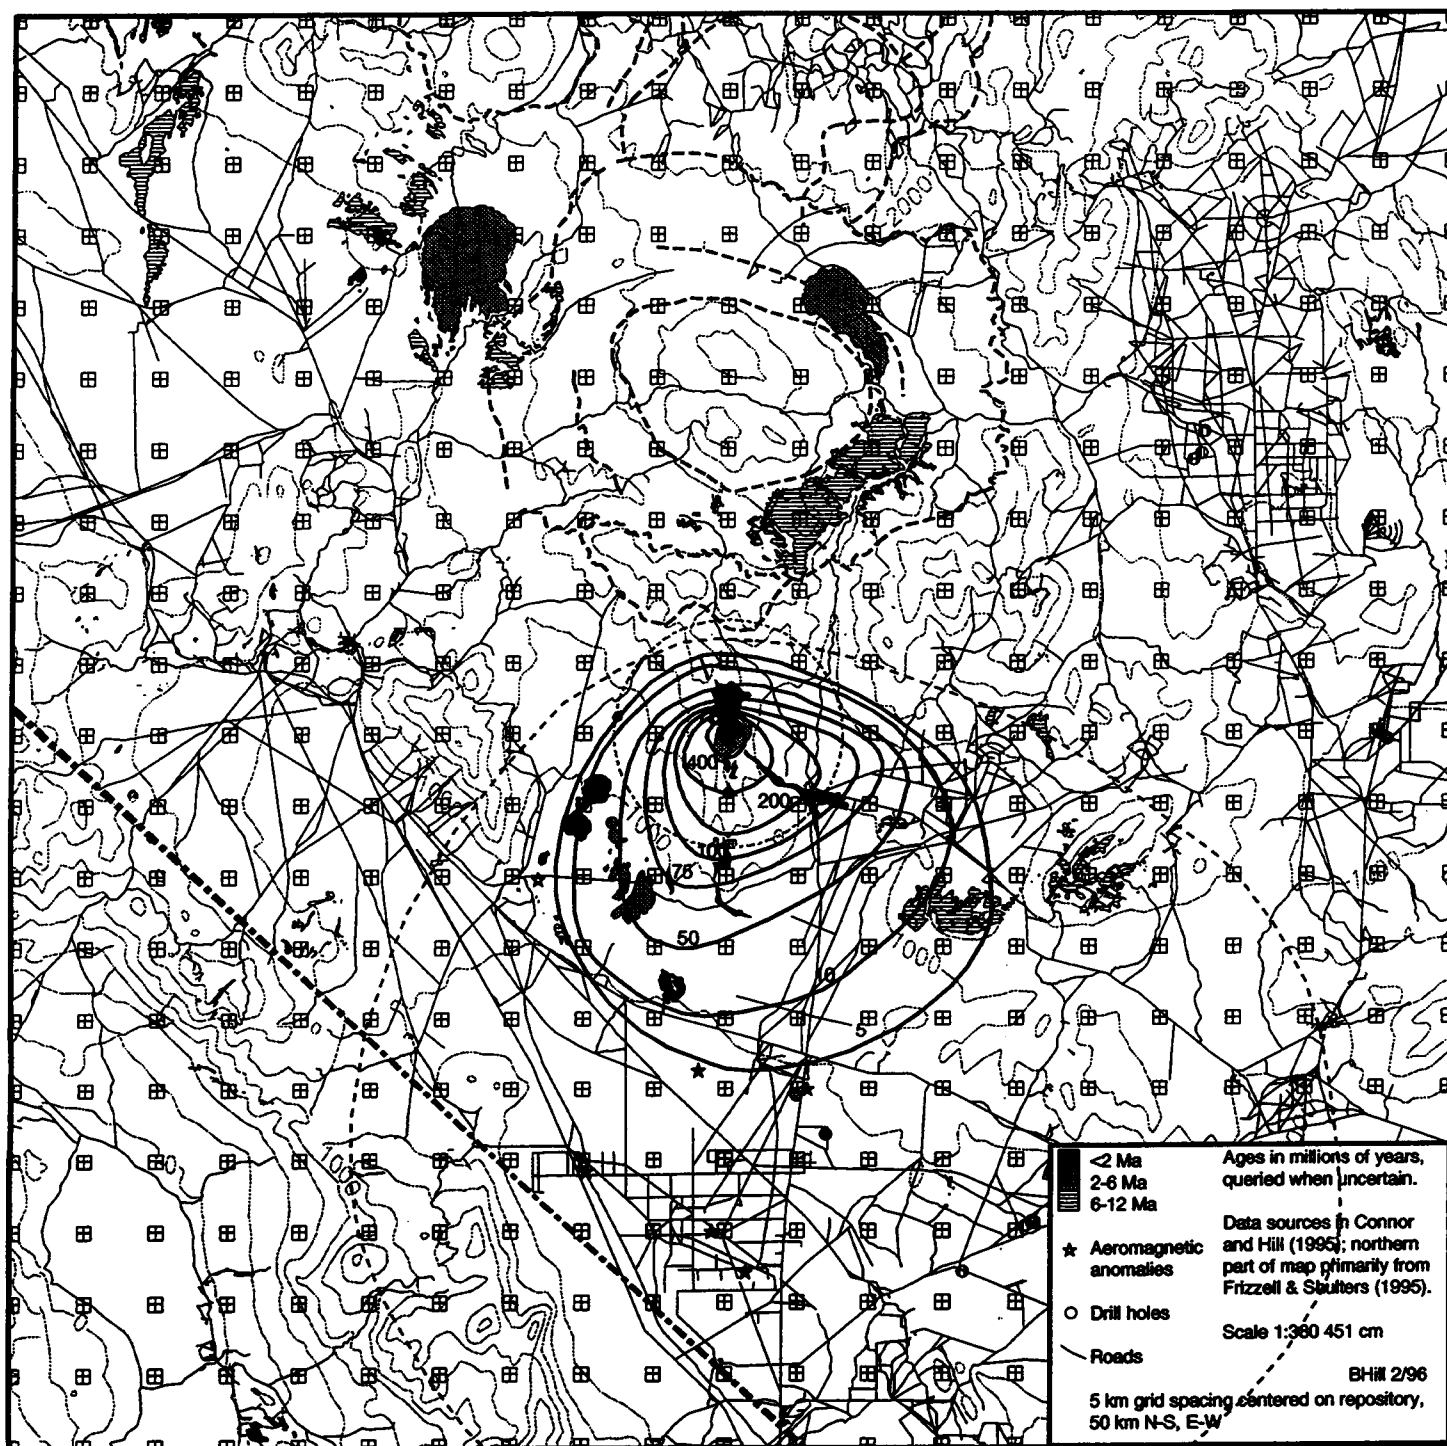 2000
400
200
1000
100
75
50
1000
10
5
1000
<2 Ma
2-6 Ma
6-12 Ma
Aeromagnetic
anomalies
Drill holes
Roads
Ages in millions of years,
queried when uncertain.
Data sources in Connor
and Hill (1995); northern
part of map primarily from
Frizzell & Shulters (1995).
Scale 1:380 451 cm
BHill 2/96
5 km grid spacing centered on repository,
50 km N-S, E-W